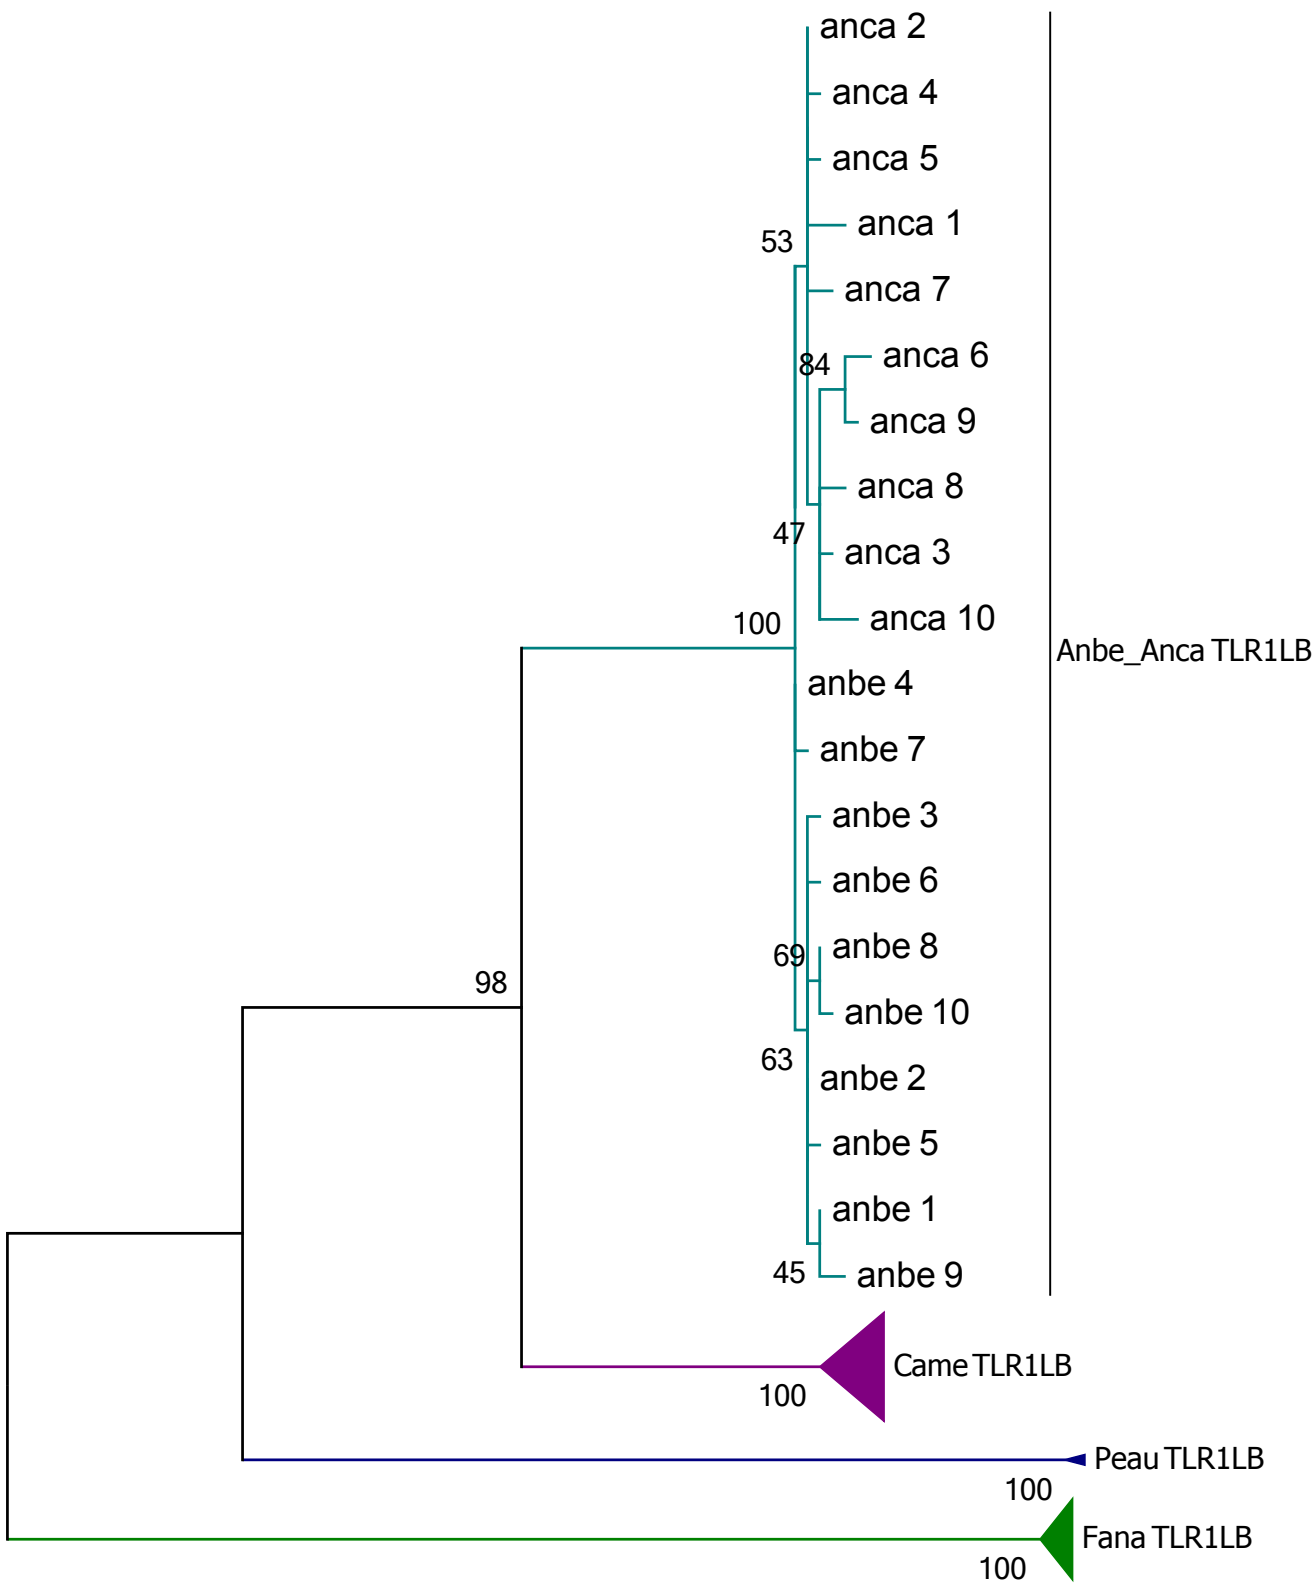 anca 2
anca 4
anca 5
anca 1
53
anca 7
anca 6
84
anca 9
anca 8
47
anca 3
anca 10
100
Anbe_Anca TLR1LB
anbe 4
anbe 7
anbe 3
anbe 6
anbe 8
69
98
anbe 10
63
anbe 2
anbe 5
anbe 1
45
anbe 9
Came TLR1LB
100
Peau TLR1LB
100
Fana TLR1LB
100